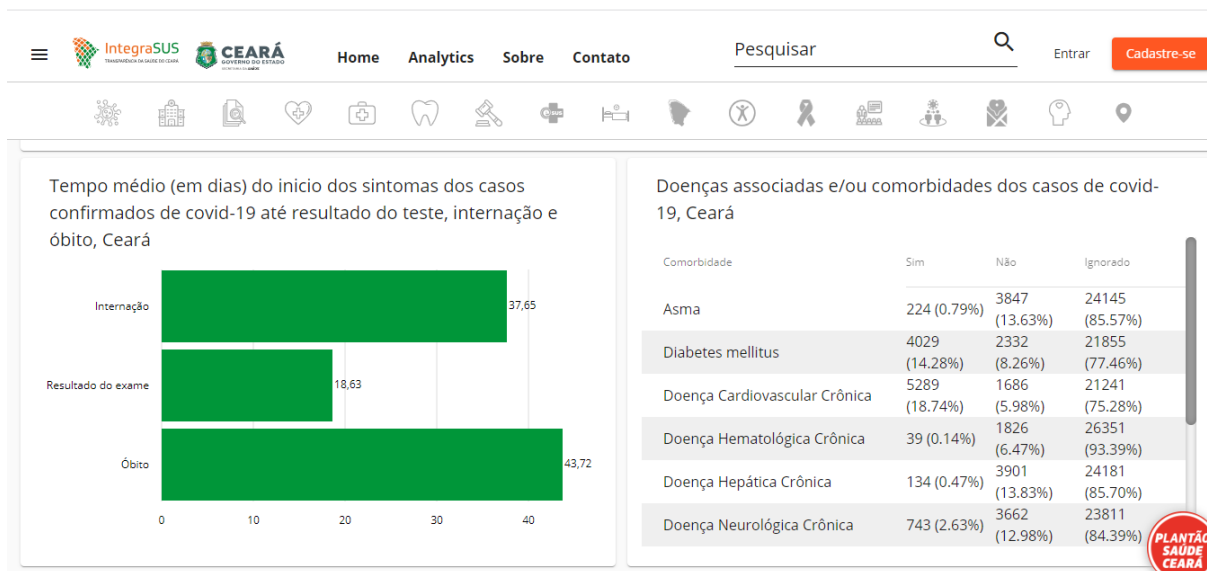 IntegraSUS
CEARÁ
GOVERNO DO ESTADO
Home
Analytics
Sobre
Contato
Pesquisar
Entrar
Cadastre-se
Tempo médio (em dias) do inicio dos sintomas dos casos
confirmados de covid-19 até resultado do teste, internação e
óbito, Ceará
Internação
37,65
Resultado do exame
18,63
Óbito
43,72
0 10 20 30 40
Doenças associadas e/ou comorbidades dos casos de covid-
19, Ceará
Comorbidade Sim Não Ignorado
Asma 224 (0.79%) 3847 (13.63%) 24145 (85.57%)
Diabetes mellitus 4029 (14.28%) 2332 (8.26%) 21855 (77.46%)
Doença Cardiovascular Crônica 5289 (18.74%) 1686 (5.98%) 21241 (75.28%)
Doença Hematológica Crônica 39 (0.14%) 1826 (6.47%) 26351 (93.39%)
Doença Hepática Crônica 134 (0.47%) 3901 (13.83%) 24181 (85.70%)
Doença Neurológica Crônica 743 (2.63%) 3662 (12.98%) 23811 (84.39%)
PLANTÃO
SAÚDE
CEARÁ